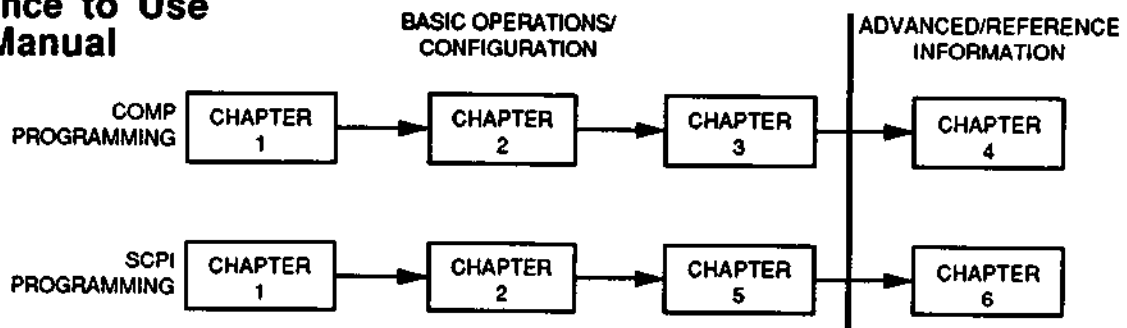 nce to Use
Manual
BASIC OPERATIONS/
CONFIGURATION
ADVANCED/REFERENCE
INFORMATION
COMP
PROGRAMMING
CHAPTER
1
CHAPTER
2
CHAPTER
3
CHAPTER
4
SCPI
PROGRAMMING
CHAPTER
1
CHAPTER
2
CHAPTER
5
CHAPTER
6